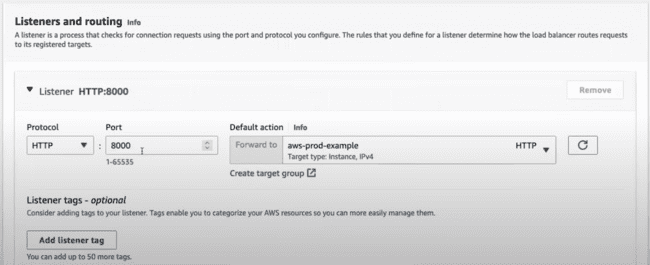 Listeners and routing Info
A listener is a process that checks for connection requests using the port and protocol you configure. The rules that you define for a listener determine how the load balancer routes requests
to its registered targets.
Listener HTTP:8000
Remove
Protocol Port Default action Info
HTTP : 8000 Forward to aws-prod-example HTTP
Target type: Instance, IPv4
1-65535
Create target group
Listener tags - optional
Consider adding tags to your listener. Tags enable you to categorize your AWS resources so you can more easily manage them.
Add listener tag
You can add up to 50 more tags.